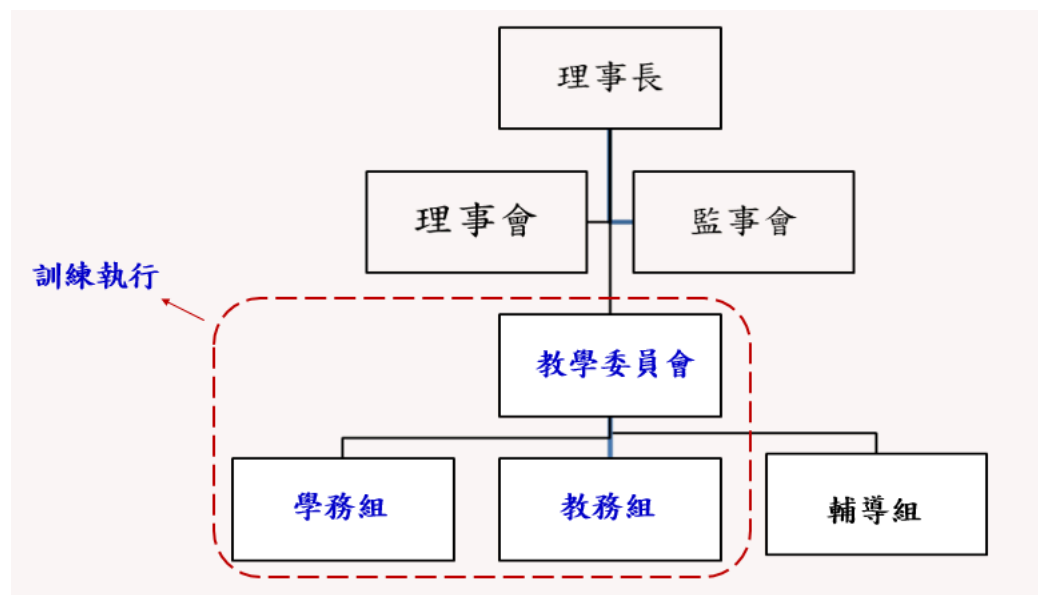 理事長
理事會
監事會
訓練執行
教學委員會
學務組
教務組
輔導組